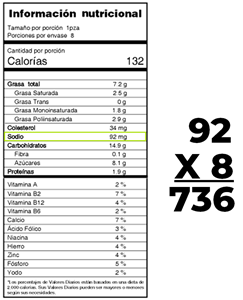 Información nutricional
Tamaño por porción 1pza
Porciones por envase 8
Cantidad por porción
Calorías 132
Grasa total 7.2 g
Grasa Saturada 2.5 g
Grasa Trans 0 g
Grasa Monoinsaturada 1.8 g
Grasa Poliinsaturada 2.9 g
Colesterol 34 mg
Sodio 92 mg
Carbohidratos 14.9 g
Fibra 0.1 g
Azúcares 8.1 g
Proteínas 1.9 g
Vitamina A 2 %
Vitamina B2 7 %
Vitamina B12 4 %
Vitamina B6 2 %
Calcio 7 %
Ácido Fólico 3 %
Niacina 4 %
Hierro 4 %
Zinc 4 %
Fósforo 5 %
Yodo 2 %
*Los porcentajes de Valores Diarios están basados en una dieta de
2,000 calorías. Sus Valores Diarios pueden ser mayores o menores
según sus necesidades.
92
X 8
736